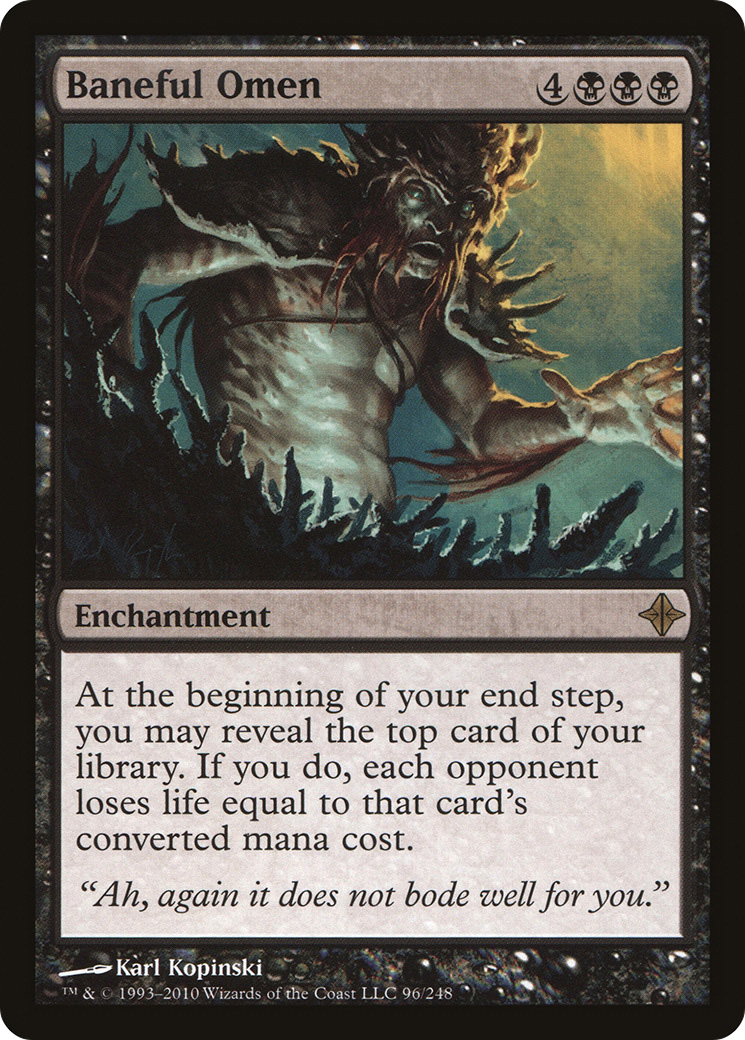 Baneful Omen 4
Enchantment
At the beginning of your end step,
you may reveal the top card of your
library. If you do, each opponent
loses life equal to that card's
converted mana cost.
“Ah, again it does not bode well for you.”
Karl Kopinski
™ & © 1993–2010 Wizards of the Coast LLC 96/248